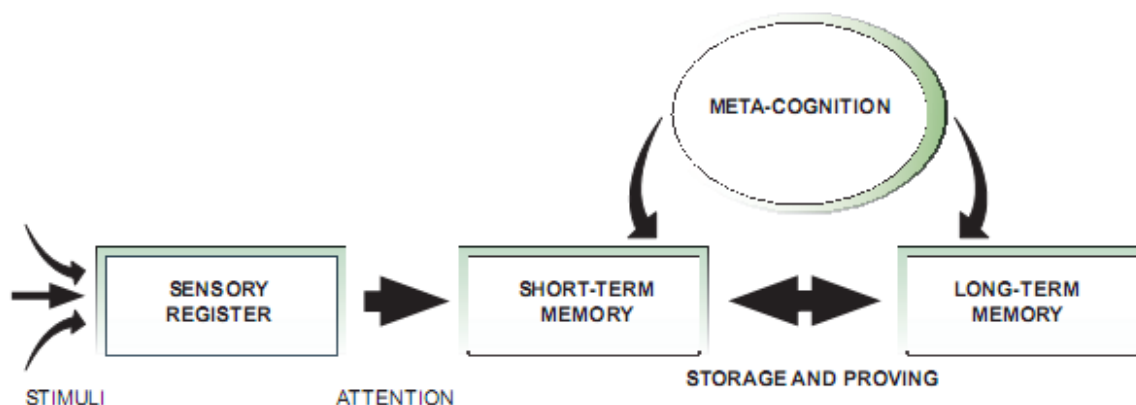 META-COGNITION
SENSORY
REGISTER
SHORT-TERM
MEMORY
LONG-TERM
MEMORY
STIMULI
ATTENTION
STORAGE AND PROVING